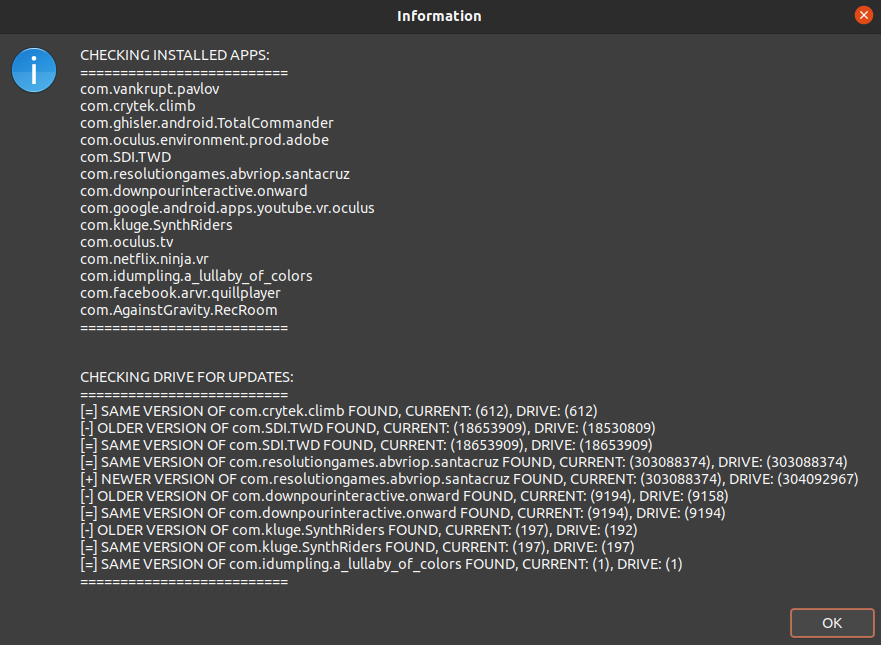 Information
CHECKING INSTALLED APPS:
==========================
com.vankrupt.pavlov
com.crytek.climb
com.ghisler.android.TotalCommander
com.oculus.environment.prod.adobe
com.SDI.TWD
com.resolutiongames.abvriop.santacruz
com.downpourinteractive.onward
com.google.android.apps.youtube.vr.oculus
com.kluge.SynthRiders
com.oculus.tv
com.netflix.ninja.vr
com.idumpling.a_lullaby_of_colors
com.facebook.arvr.quillplayer
com.AgainstGravity.RecRoom
==========================
CHECKING DRIVE FOR UPDATES:
==========================
[=] SAME VERSION OF com.crytek.climb FOUND, CURRENT: (612), DRIVE: (612)
[-] OLDER VERSION OF com.SDI.TWD FOUND, CURRENT: (18653909), DRIVE: (18530809)
[=] SAME VERSION OF com.SDI.TWD FOUND, CURRENT: (18653909), DRIVE: (18653909)
[=] SAME VERSION OF com.resolutiongames.abvriop.santacruz FOUND, CURRENT: (303088374), DRIVE: (303088374)
[+] NEWER VERSION OF com.resolutiongames.abvriop.santacruz FOUND, CURRENT: (303088374), DRIVE: (304092967)
[-] OLDER VERSION OF com.downpourinteractive.onward FOUND, CURRENT: (9194), DRIVE: (9158)
[=] SAME VERSION OF com.downpourinteractive.onward FOUND, CURRENT: (9194), DRIVE: (9194)
[-] OLDER VERSION OF com.kluge.SynthRiders FOUND, CURRENT: (197), DRIVE: (192)
[=] SAME VERSION OF com.kluge.SynthRiders FOUND, CURRENT: (197), DRIVE: (197)
[=] SAME VERSION OF com.idumpling.a_lullaby_of_colors FOUND, CURRENT: (1), DRIVE: (1)
==========================
OK